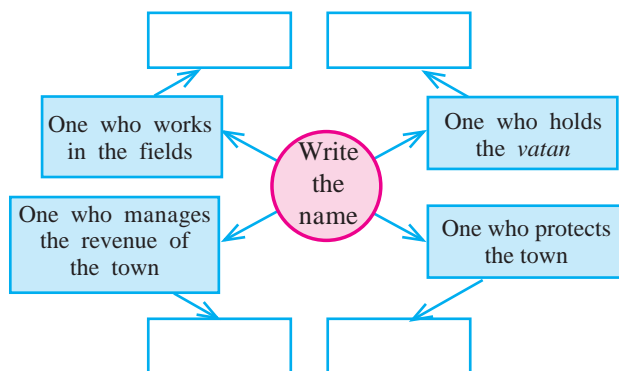 One who works
in the fields
One who holds
the vatan
Write
the
name
One who manages
the revenue of
the town
One who protects
the town